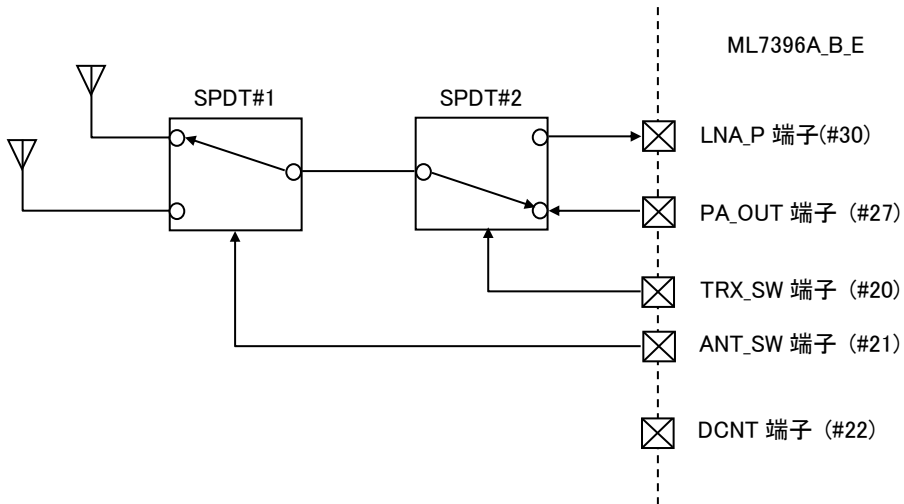 ML7396A_B_E
SPDT#1
SPDT#2
LNA_P 端子(#30)
PA_OUT 端子 (#27)
TRX_SW 端子 (#20)
ANT_SW 端子 (#21)
DCNT 端子 (#22)